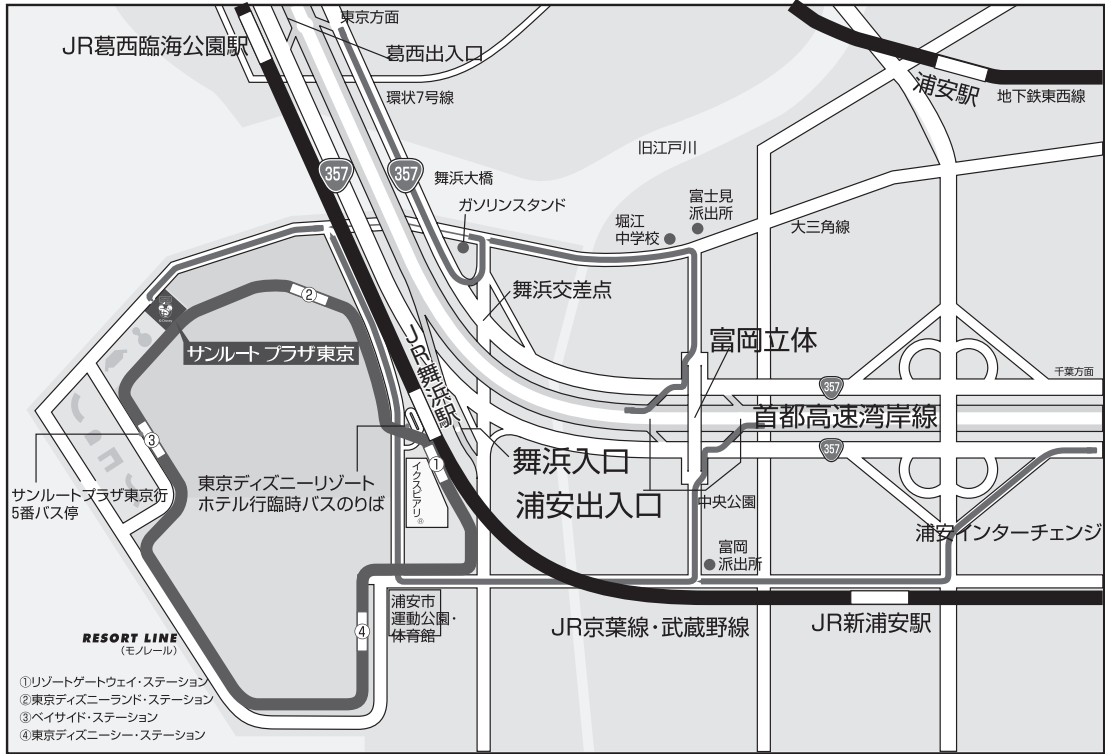 東京方面
JR葛西臨海公園駅
葛西出入口
浦安駅
地下鉄東西線
環状7号線
旧江戸川
357
357
舞浜大橋
ガソリンスタンド
富士見
派出所
堀江
中学校
大三角線
②
舞浜交差点
サンルート プラザ東京
富岡立体
JR舞浜駅
千葉方面
357
首都高速湾岸線
357
③
①
舞浜入口
浦安出入口
東京ディズニーリゾート
ホテル行臨時バスのりば
イクスピアリ®
サンルートプラザ東京行
5番バス停
中央公園
浦安インターチェンジ
富岡
派出所
浦安市
運動公園・
体育館
④
JR京葉線・武蔵野線
JR新浦安駅
RESORT LINE
(モノレール)
①リゾートゲートウェイ・ステーション
②東京ディズニーランド・ステーション
③ベイサイド・ステーション
④東京ディズニーシー・ステーション